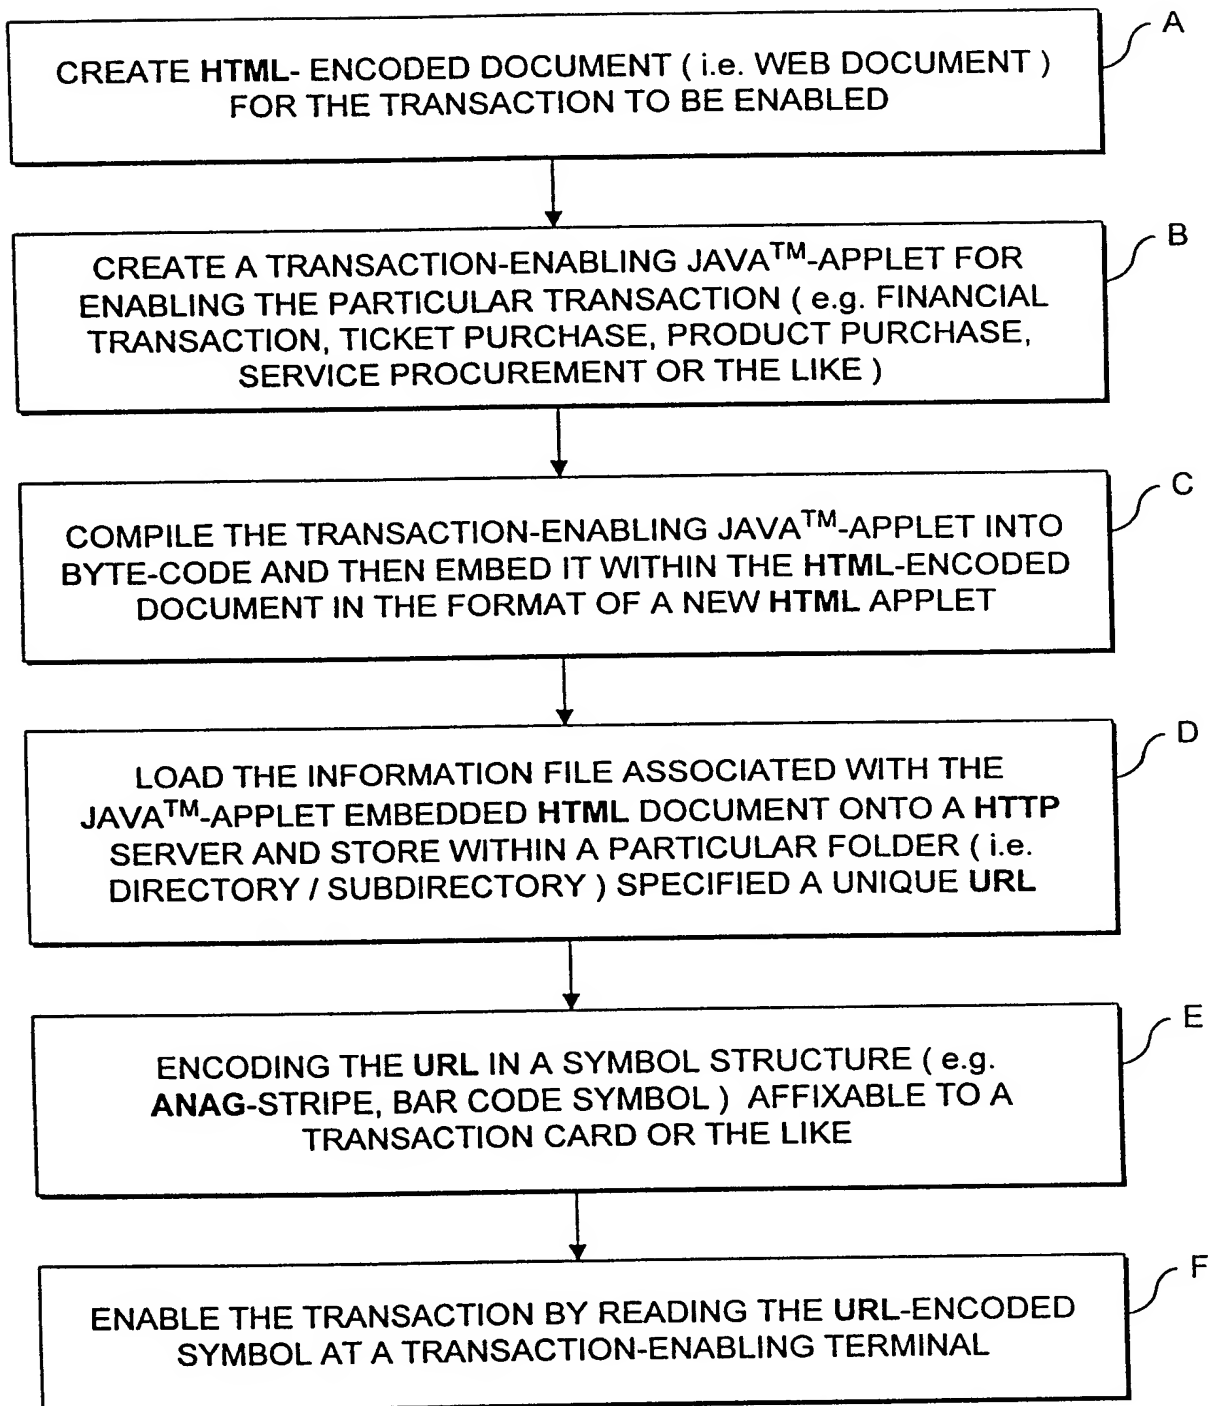 A
CREATE HTML- ENCODED DOCUMENT ( i.e. WEB DOCUMENT )
FOR THE TRANSACTION TO BE ENABLED
B
CREATE A TRANSACTION-ENABLING JAVA™-APPLET FOR
ENABLING THE PARTICULAR TRANSACTION ( e.g. FINANCIAL
TRANSACTION, TICKET PURCHASE, PRODUCT PURCHASE,
SERVICE PROCUREMENT OR THE LIKE )
C
COMPILE THE TRANSACTION-ENABLING JAVA™-APPLET INTO
BYTE-CODE AND THEN EMBED IT WITHIN THE HTML-ENCODED
DOCUMENT IN THE FORMAT OF A NEW HTML APPLET
D
LOAD THE INFORMATION FILE ASSOCIATED WITH THE
JAVA™-APPLET EMBEDDED HTML DOCUMENT ONTO A HTTP
SERVER AND STORE WITHIN A PARTICULAR FOLDER ( i.e.
DIRECTORY / SUBDIRECTORY ) SPECIFIED A UNIQUE URL
E
ENCODING THE URL IN A SYMBOL STRUCTURE ( e.g.
ANAG-STRIPE, BAR CODE SYMBOL ) AFFIXABLE TO A
TRANSACTION CARD OR THE LIKE
F
ENABLE THE TRANSACTION BY READING THE URL-ENCODED
SYMBOL AT A TRANSACTION-ENABLING TERMINAL